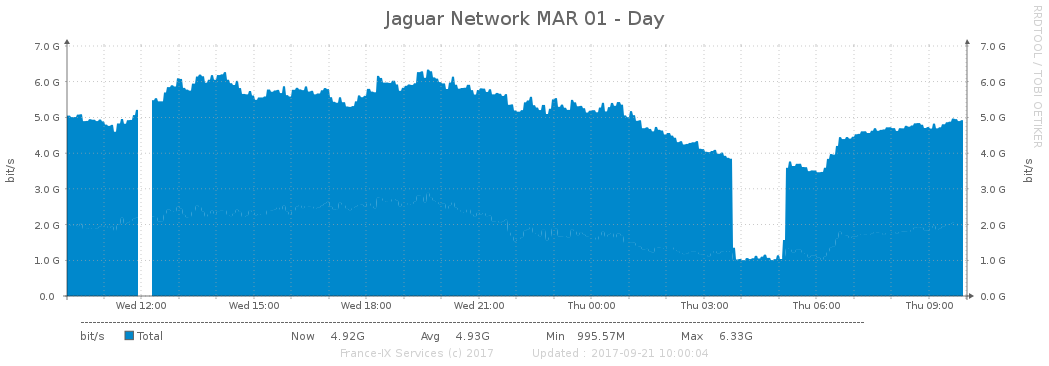 Jaguar Network MAR 01 - Day
RRDTOOL / TOBI OETIKER
7.0 G 7.0 G
6.0 G 6.0 G
5.0 G 5.0 G
4.0 G 4.0 G
bit/s bit/s
3.0 G 3.0 G
2.0 G 2.0 G
1.0 G 1.0 G
0.0 0.0 G
Wed 12:00 Wed 15:00 Wed 18:00 Wed 21:00 Thu 00:00 Thu 03:00 Thu 06:00 Thu 09:00
bit/s Total Now 4.92G Avg 4.93G Min 995.57M Max 6.33G
France-IX Services (c) 2017 Updated : 2017-09-21 10:00:04